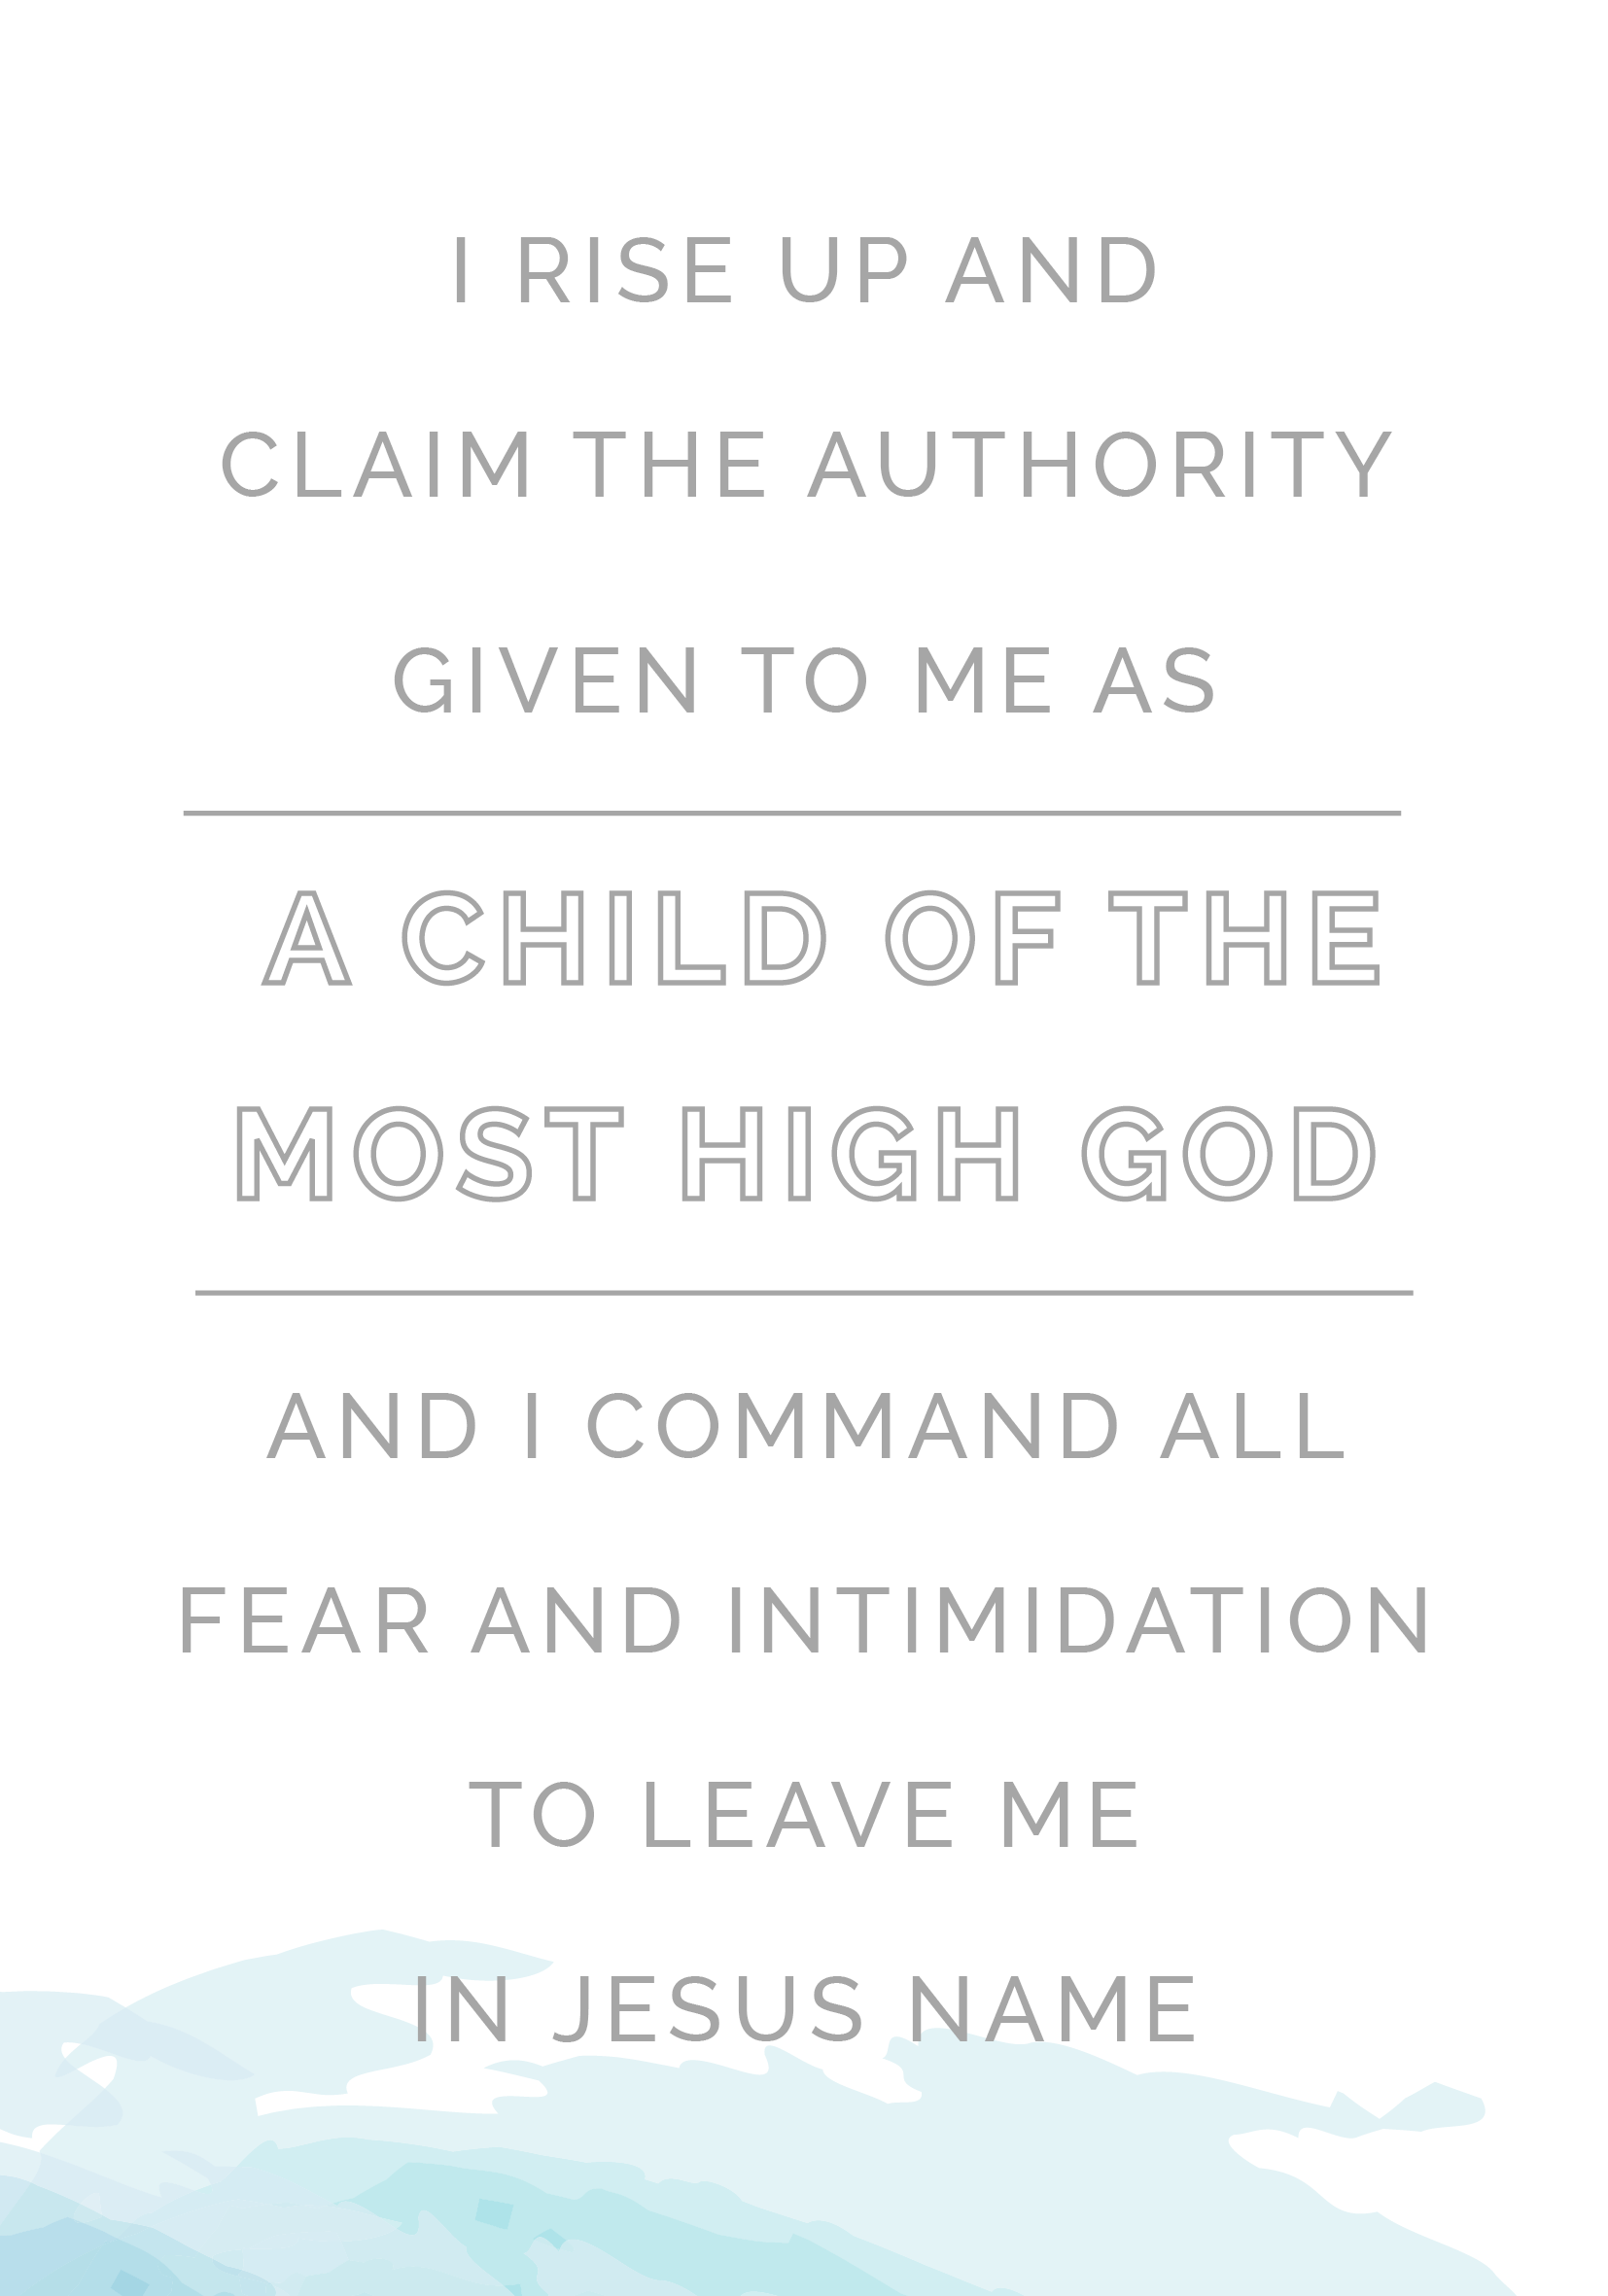 I RISE UP AND
CLAIM THE AUTHORITY
GIVEN TO ME AS
A CHILD OF THE
MOST HIGH GOD
AND I COMMAND ALL
FEAR AND INTIMIDATION
TO LEAVE ME
IN JESUS NAME